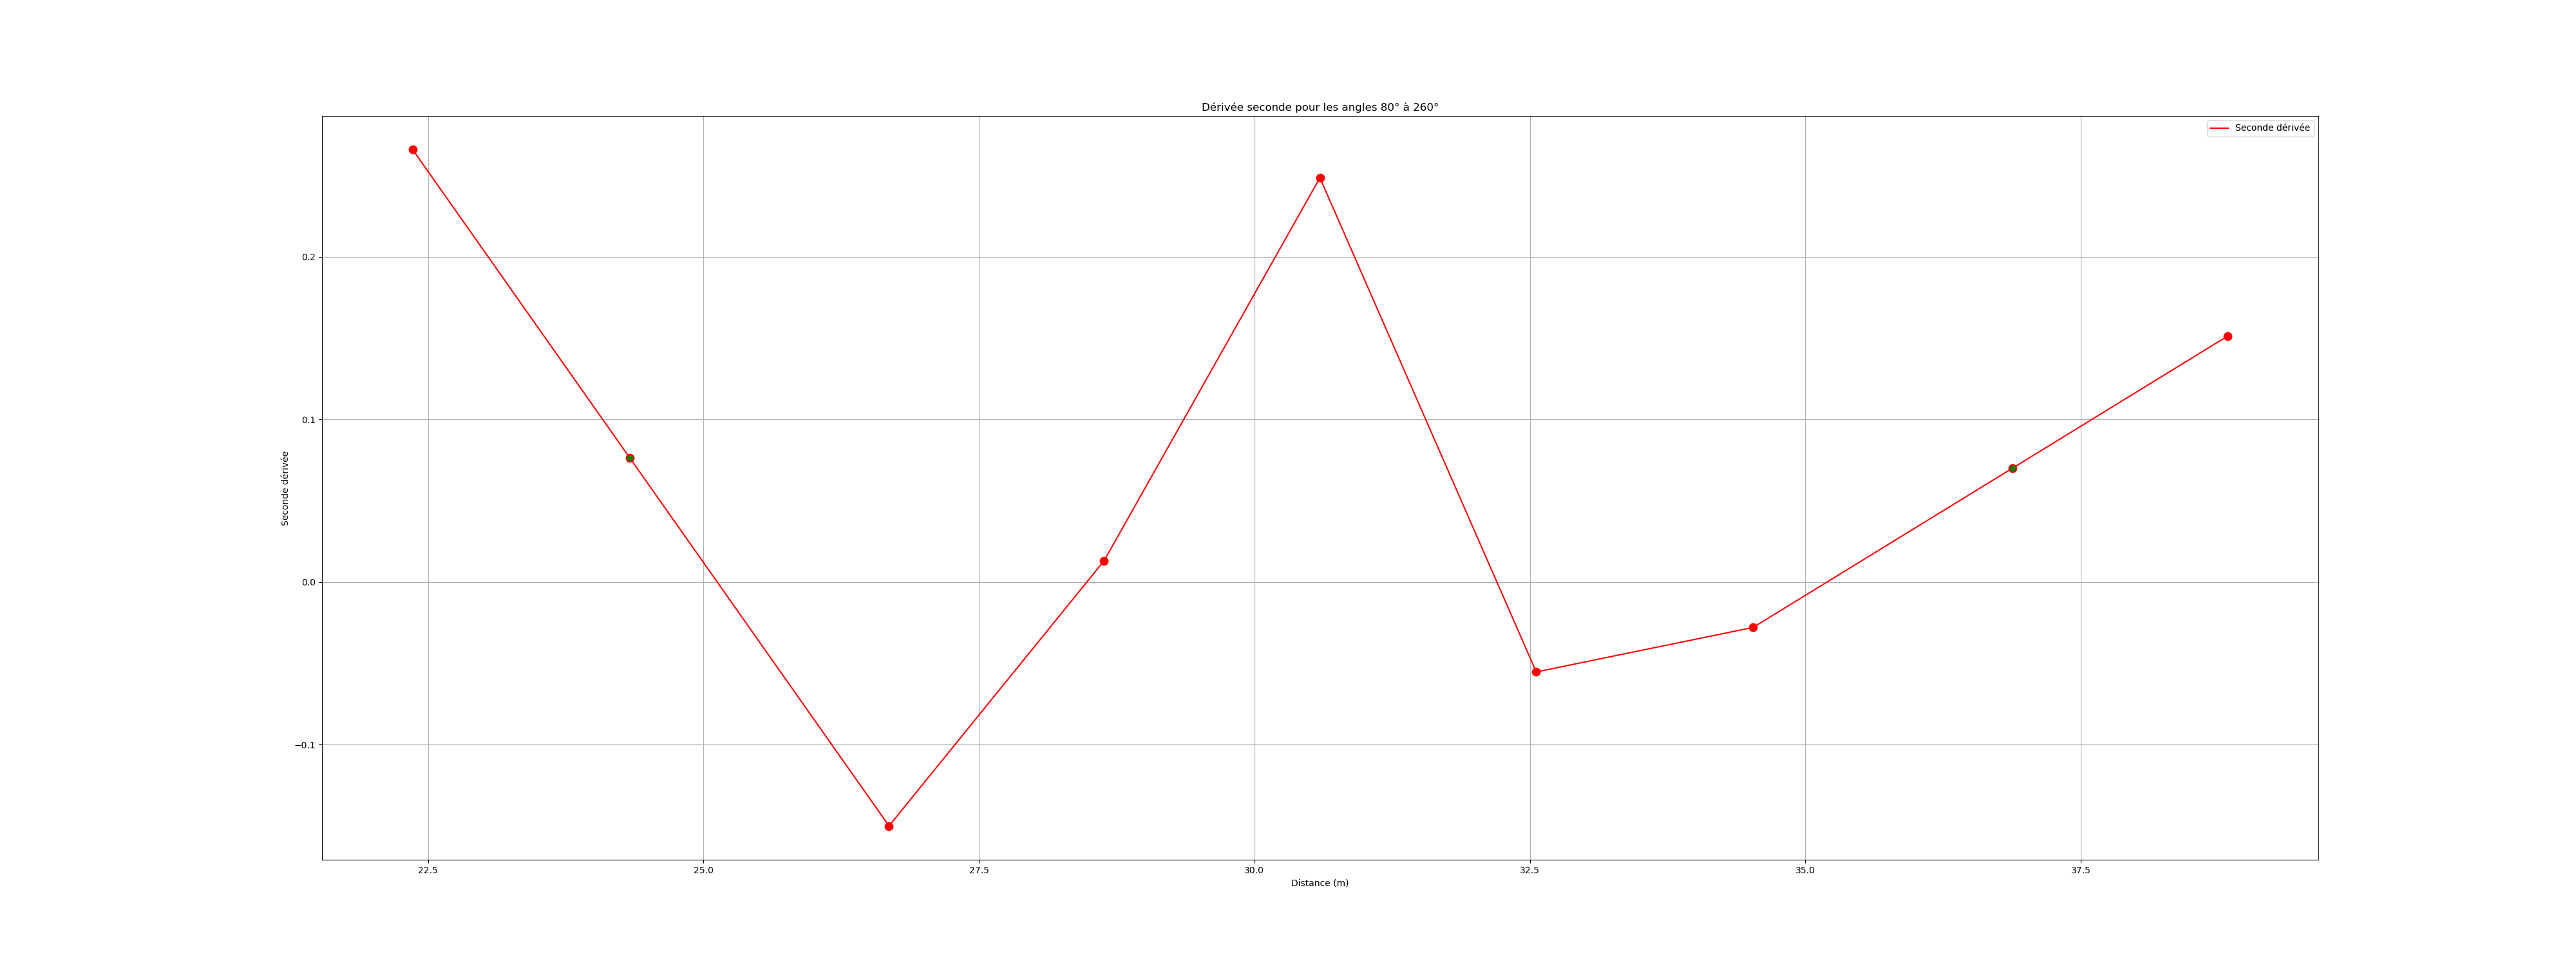 Dérivée seconde pour les angles 80° à 260°
Seconde dérivée
Seconde dérivée
0.2
0.1
0.0
−0.1
22.5 25.0 27.5 30.0 32.5 35.0 37.5
Distance (m)